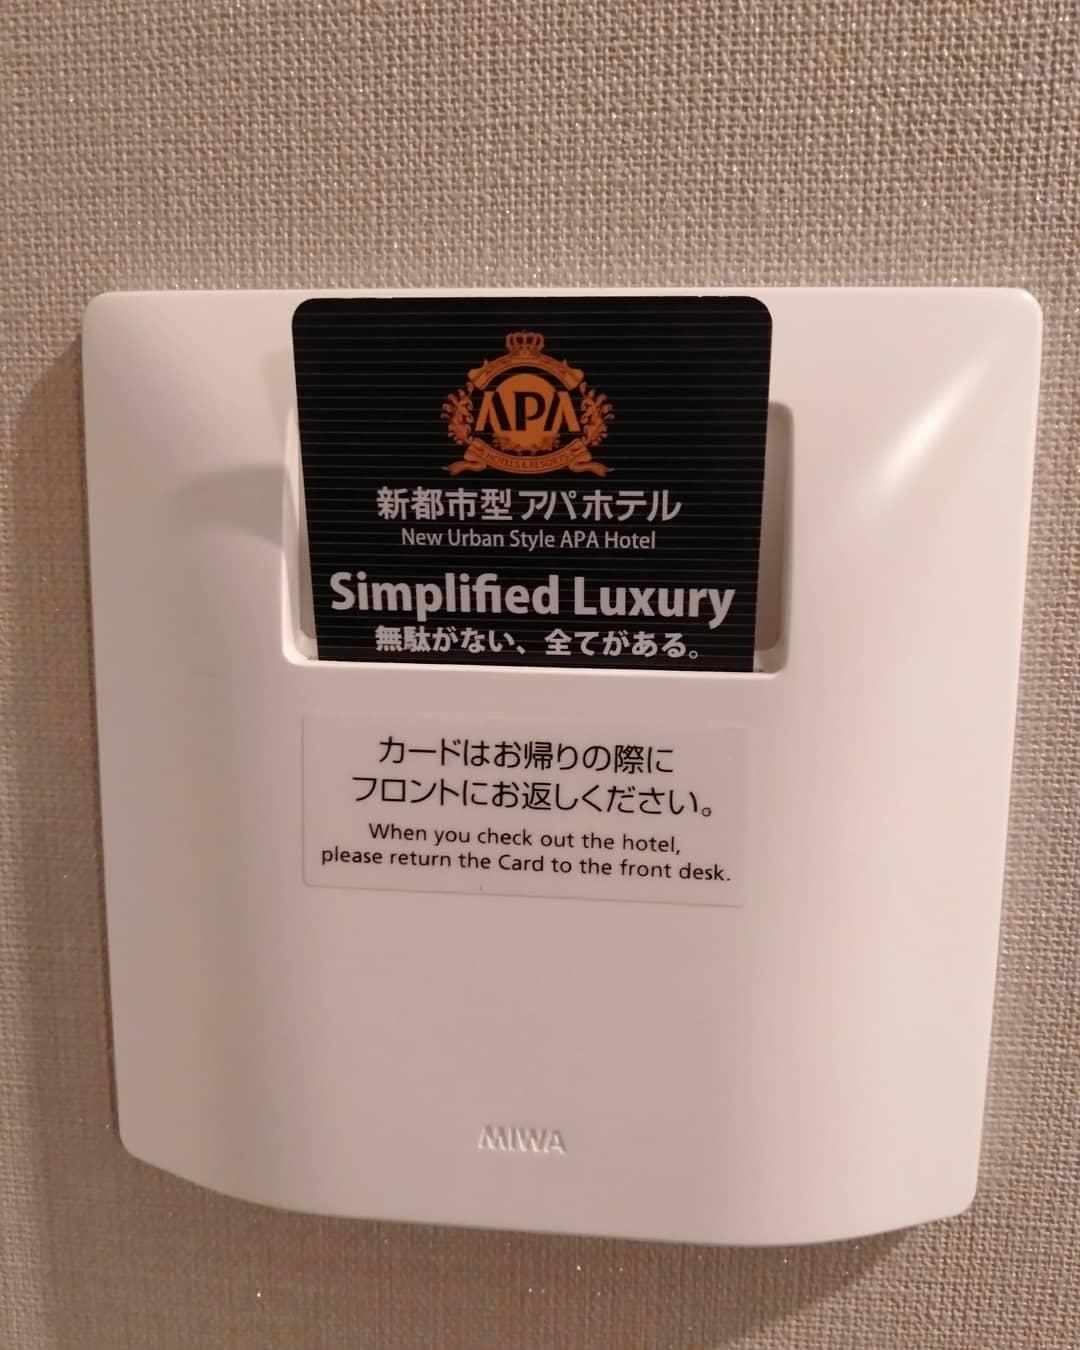 APA
HOTELS & RESORTS
新都市型アパホテル
New Urban Style APA Hotel
Simplified Luxury
無駄がない、全てがある。
カードはお帰りの際に
フロントにお返しください。
When you check out the hotel,
please return the Card to the front desk.
MIWA